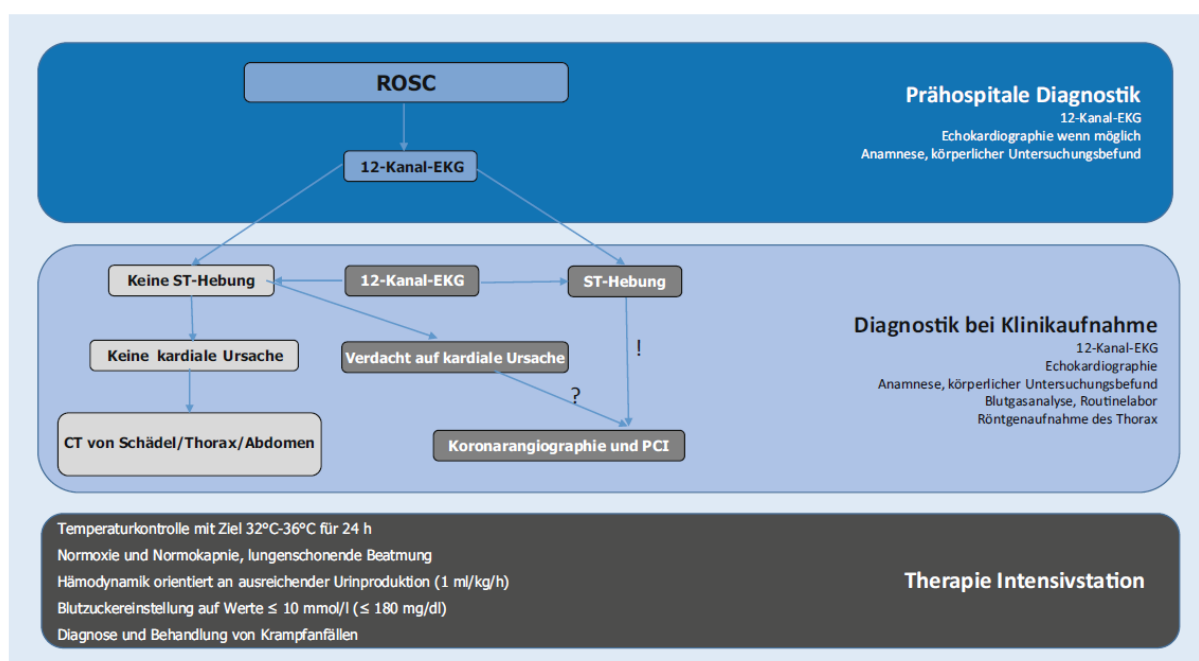 ROSC
12-Kanal-EKG
Prähospitale Diagnostik
12-Kanal-EKG
Echokardiographie wenn möglich
Anamnese, körperlicher Untersuchungsbefund
Keine ST-Hebung
12-Kanal-EKG
ST-Hebung
Keine kardiale Ursache
Verdacht auf kardiale Ursache
!
?
CT von Schädel/Thorax/Abdomen
Koronarangiographie und PCI
Diagnostik bei Klinikaufnahme
12-Kanal-EKG
Echokardiographie
Anamnese, körperlicher Untersuchungsbefund
Blutgasanalyse, Routinelabor
Röntgenaufnahme des Thorax
Temperaturkontrolle mit Ziel 32°C-36°C für 24 h
Normoxie und Normokapnie, lungenschonende Beatmung
Hämodynamik orientiert an ausreichender Urinproduktion (1 ml/kg/h)
Blutzuckereinstellung auf Werte ≤ 10 mmol/l (≤ 180 mg/dl)
Diagnose und Behandlung von Krampfanfällen
Therapie Intensivstation